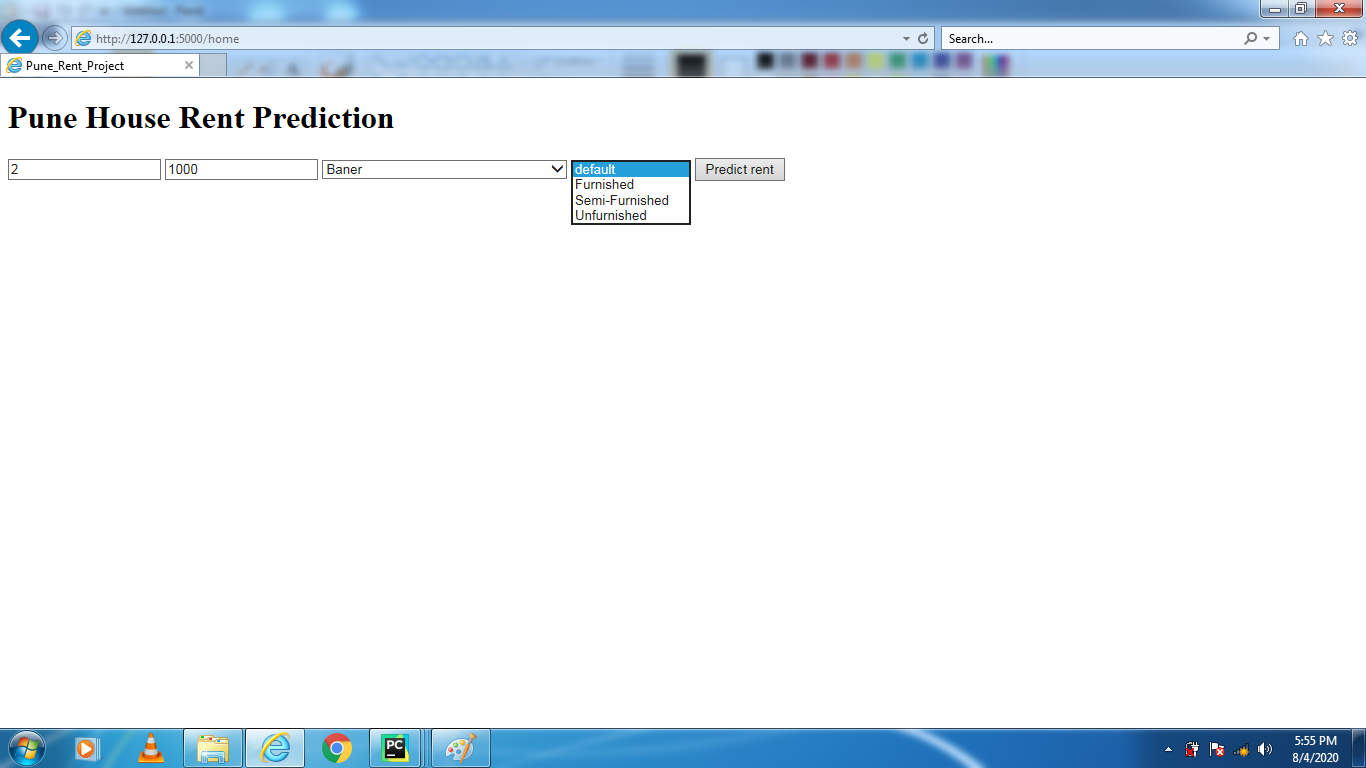 http://127.0.0.1:5000/home
Search...
Pune_Rent_Project
Pune House Rent Prediction
2 1000 Baner default Predict rent
Furnished
Semi-Furnished
Unfurnished
PC
5:55 PM
8/4/2020